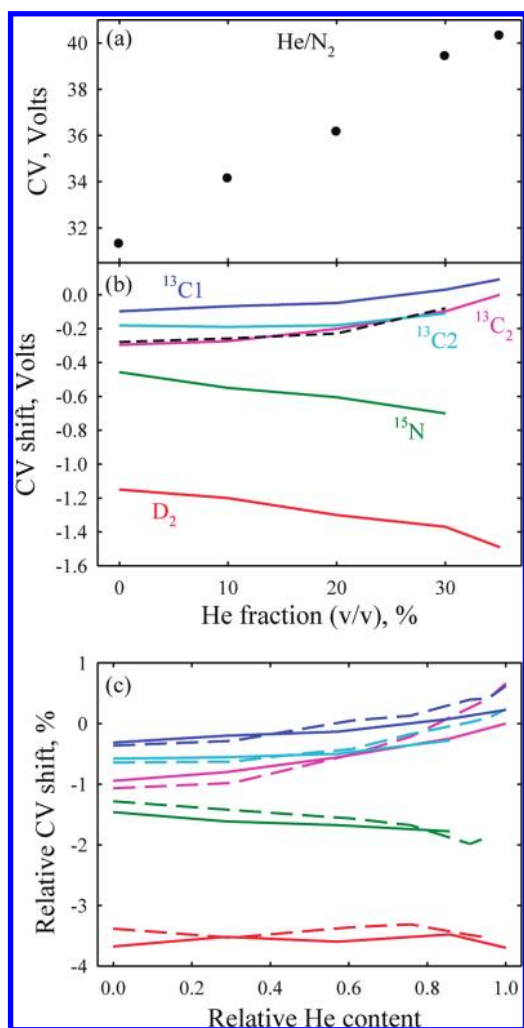 (a)
He/N₂
40
38
36
34
32
CV, Volts
(b)
¹³C1
¹³C₂
¹³C2
¹⁵N
D₂
0.0
-0.2
-0.4
-0.6
-0.8
-1.0
-1.2
-1.4
-1.6
CV shift, Volts
0 10 20 30
He fraction (v/v), %
(c)
1
0
-1
-2
-3
-4
Relative CV shift, %
0.0 0.2 0.4 0.6 0.8 1.0
Relative He content